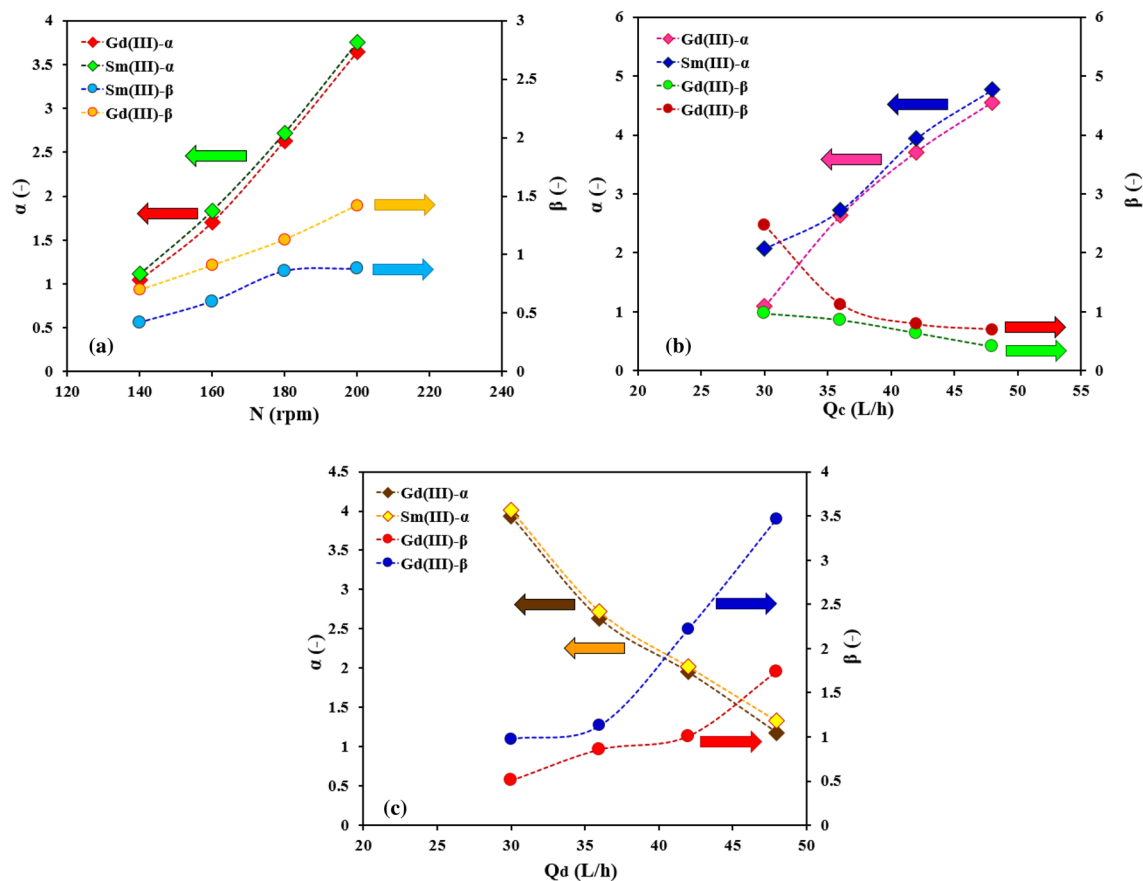 4
3.5
3
2.5
2
1.5
1
0.5
0
3
2.5
2
1.5
1
0.5
0
120 140 160 180 200 220 240
α (-)
β (-)
N (rpm)
Gd(III)-α
Sm(III)-α
Sm(III)-β
Gd(III)-β
(a)
6
5
4
3
2
1
0
6
5
4
3
2
1
0
20 25 30 35 40 45 50 55
α (-)
β (-)
Qc (L/h)
Gd(III)-α
Sm(III)-α
Gd(III)-β
Gd(III)-β
(b)
4.5
4
3.5
3
2.5
2
1.5
1
0.5
0
4
3.5
3
2.5
2
1.5
1
0.5
0
20 25 30 35 40 45 50
α (-)
β (-)
Qd (L/h)
Gd(III)-α
Sm(III)-α
Gd(III)-β
Gd(III)-β
(c)